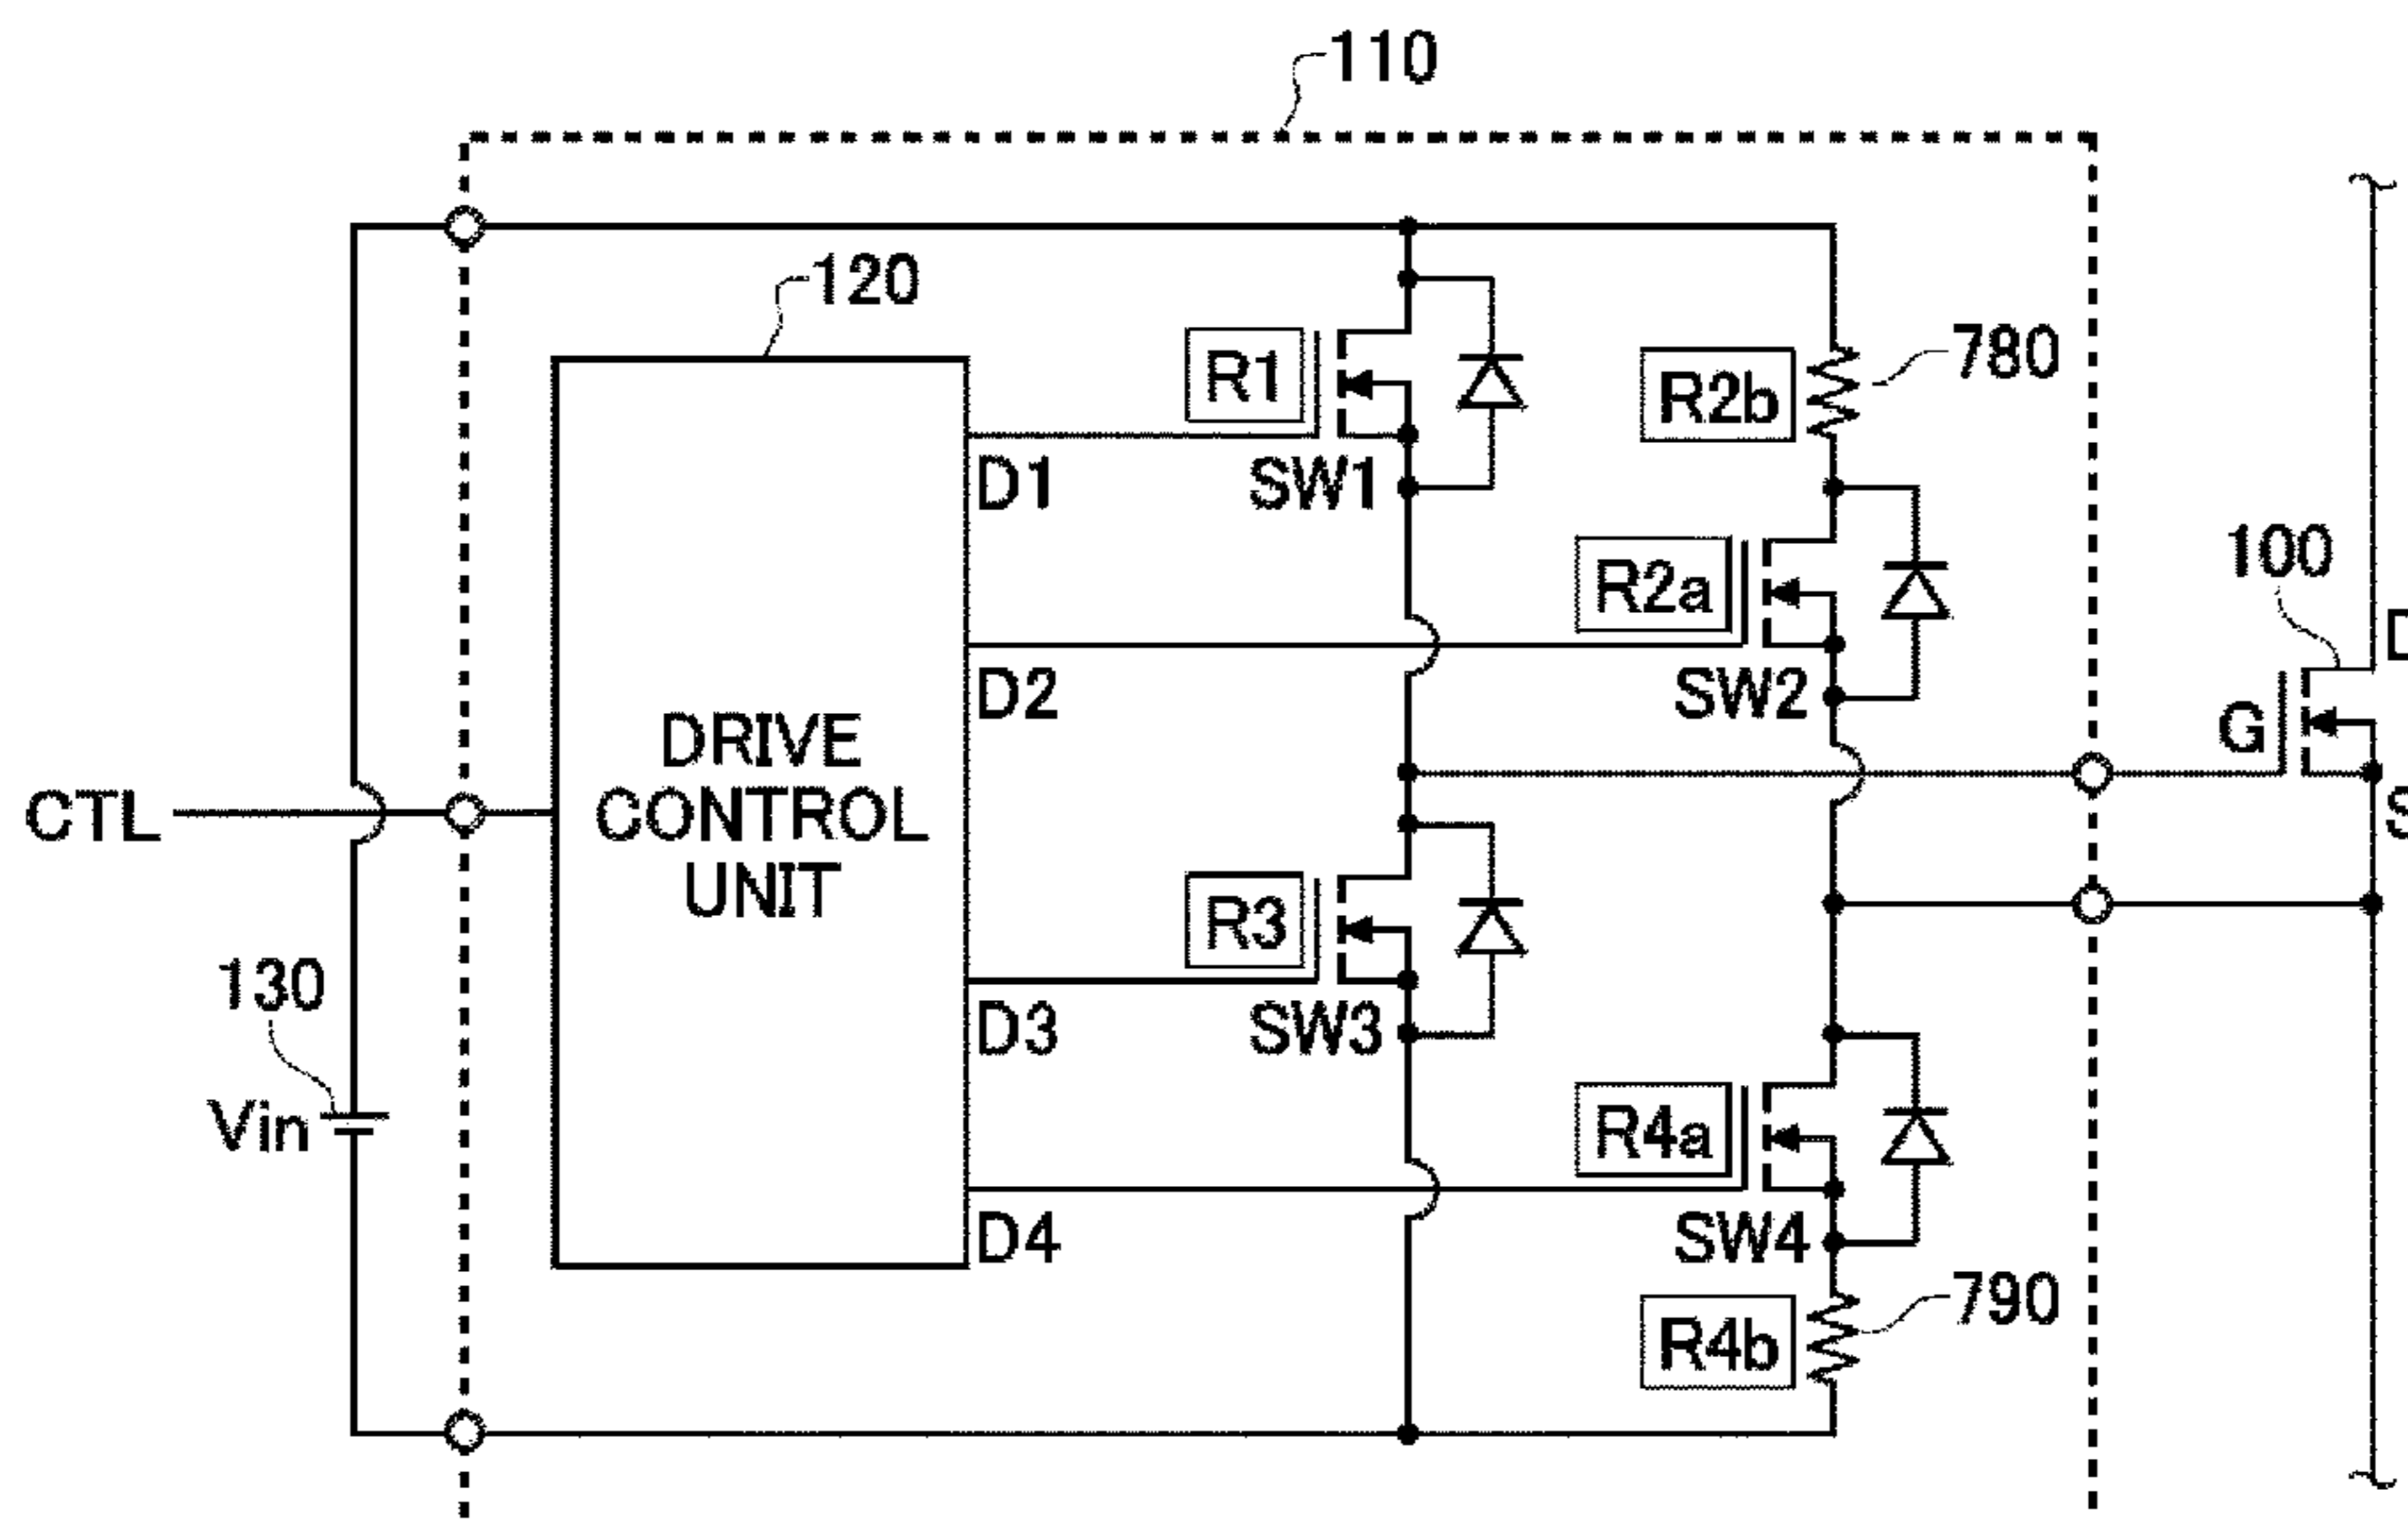 110
120
R1
780
R2b
D1
SW1
100
R2a
D
D2
SW2
G
DRIVE
CONTROL
UNIT
CTL
S
R3
130
D3
SW3
Vin
R4a
D4
SW4
790
R4b